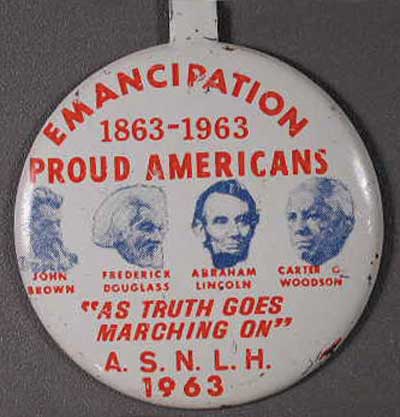 EMANCIPATION
1863-1963
PROUD AMERICANS
JOHN BROWN
FREDERICK DOUGLASS
ABRAHAM LINCOLN
CARTER G. WOODSON
"AS TRUTH GOES
MARCHING ON"
A. S. N. L. H.
1963